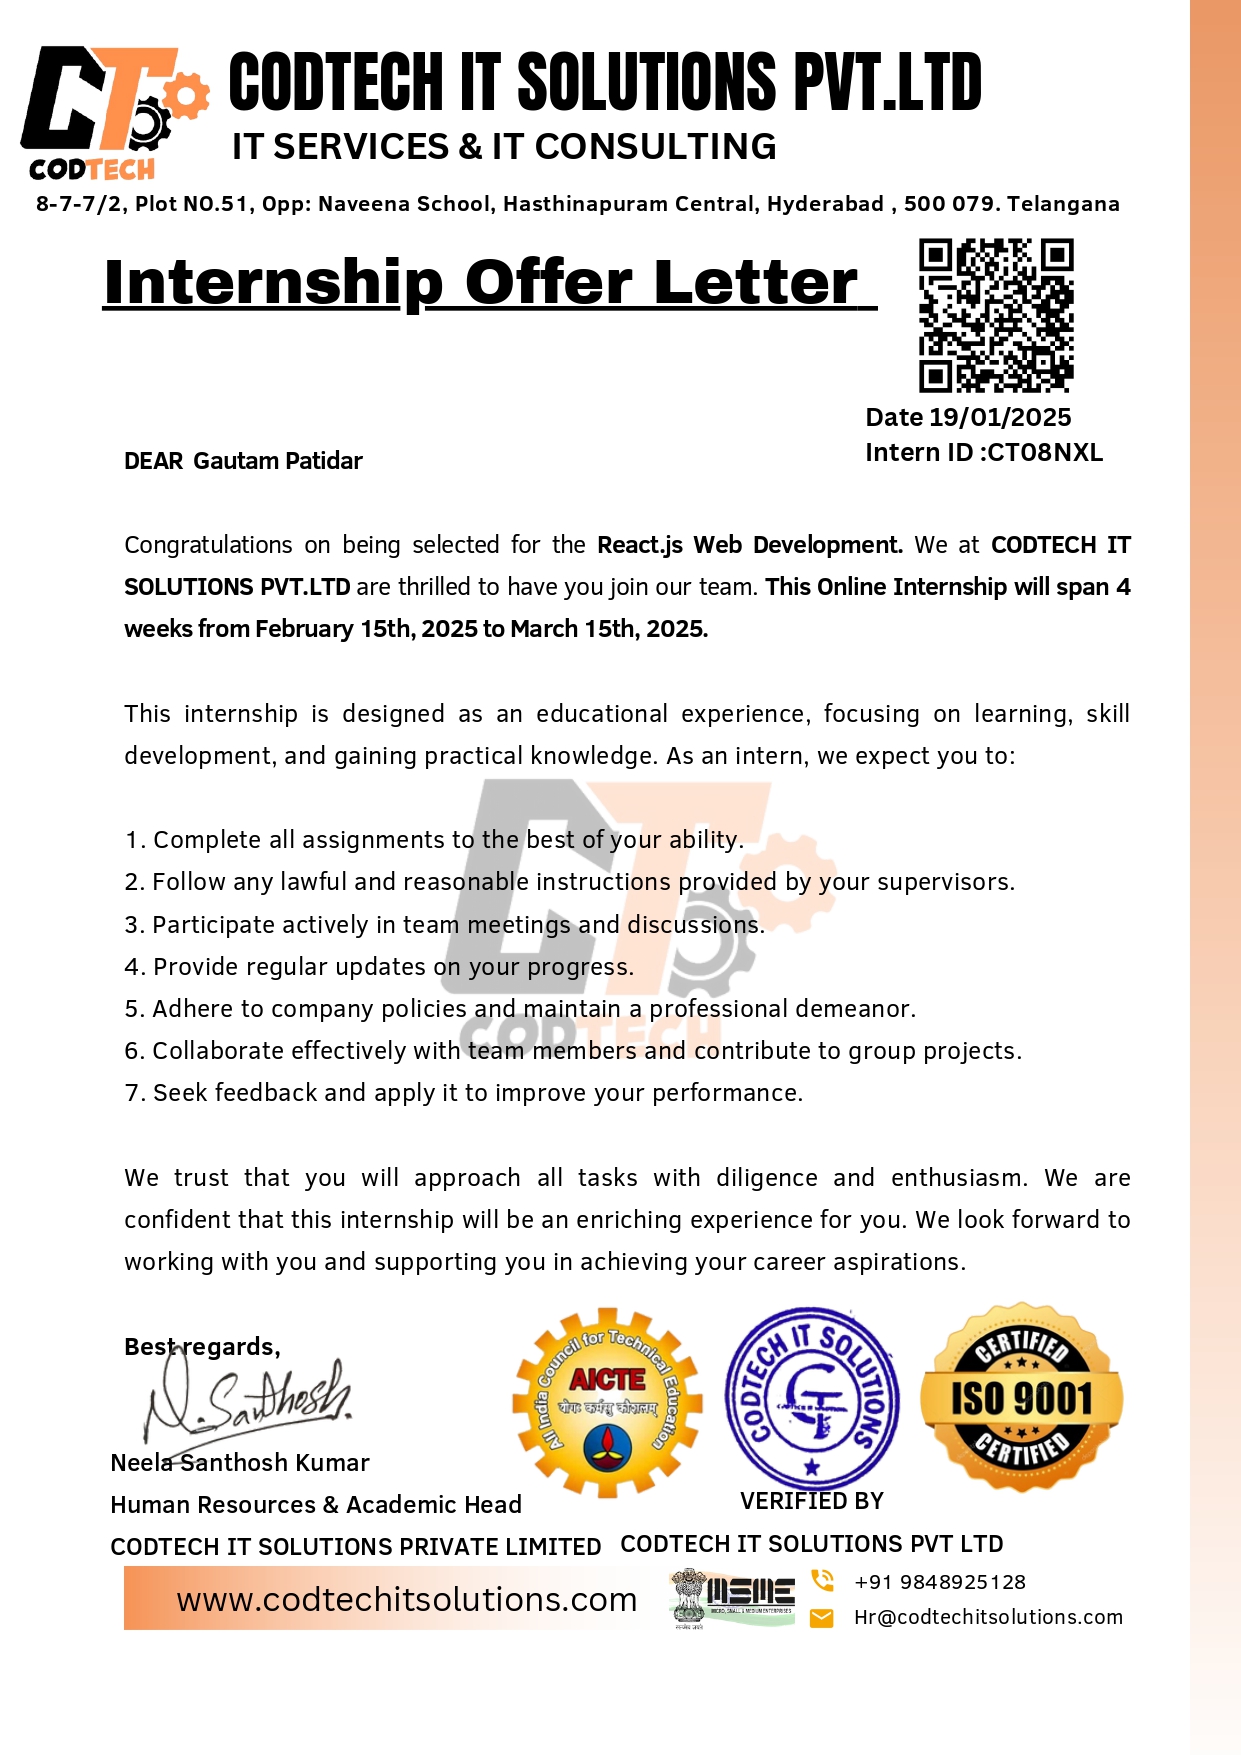 CT
CODTECH
CODTECH IT SOLUTIONS PVT.LTD
IT SERVICES & IT CONSULTING
8-7-7/2, Plot NO.51, Opp: Naveena School, Hasthinapuram Central, Hyderabad , 500 079. Telangana
Internship Offer Letter
Date 19/01/2025
Intern ID :CT08NXL
DEAR Gautam Patidar
Congratulations on being selected for the React.js Web Development. We at CODTECH IT
SOLUTIONS PVT.LTD are thrilled to have you join our team. This Online Internship will span 4
weeks from February 15th, 2025 to March 15th, 2025.
This internship is designed as an educational experience, focusing on learning, skill
development, and gaining practical knowledge. As an intern, we expect you to:
1. Complete all assignments to the best of your ability.
2. Follow any lawful and reasonable instructions provided by your supervisors.
3. Participate actively in team meetings and discussions.
4. Provide regular updates on your progress.
5. Adhere to company policies and maintain a professional demeanor.
6. Collaborate effectively with team members and contribute to group projects.
7. Seek feedback and apply it to improve your performance.
CT
CODTECH
We trust that you will approach all tasks with diligence and enthusiasm. We are
confident that this internship will be an enriching experience for you. We look forward to
working with you and supporting you in achieving your career aspirations.
Best regards,
N. Santhosh.
Neela Santhosh Kumar
Human Resources & Academic Head
CODTECH IT SOLUTIONS PRIVATE LIMITED
All India Council for Technical Education
AICTE
योगः कर्मसु कौशलम्
CODTECH IT SOLUTIONS
VERIFIED BY
CODTECH IT SOLUTIONS PVT LTD
CERTIFIED
ISO 9001
CERTIFIED
www.codtechitsolutions.com
MSME
MICRO, SMALL & MEDIUM ENTERPRISES
सत्यमेव जयते
+91 9848925128
Hr@codtechitsolutions.com